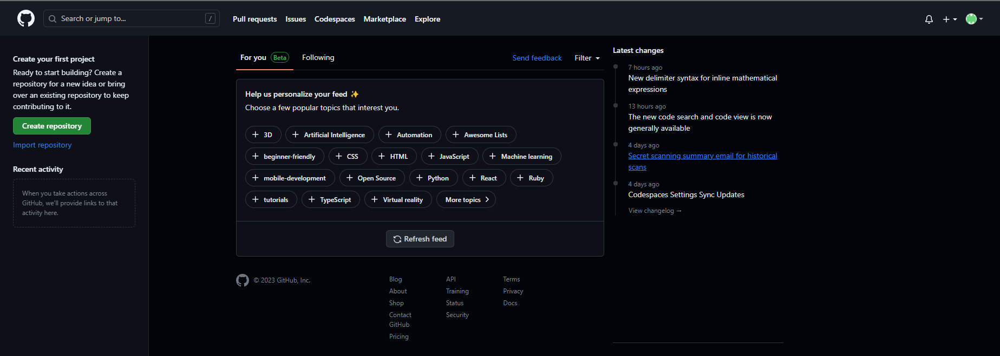 Search or jump to... /
Pull requests Issues Codespaces Marketplace Explore
Create your first project
Ready to start building? Create a
repository for a new idea or bring
over an existing repository to keep
contributing to it.
Create repository
Import repository
Recent activity
When you take actions across
GitHub, we'll provide links to that
activity here.
For you Beta Following
Send feedback Filter
Help us personalize your feed ✨
Choose a few popular topics that interest you.
+ 3D + Artificial Intelligence + Automation + Awesome Lists
+ beginner-friendly + CSS + HTML + JavaScript + Machine learning
+ mobile-development + Open Source + Python + React + Ruby
+ tutorials + TypeScript + Virtual reality More topics >
Refresh feed
© 2023 GitHub, Inc.
Blog
About
Shop
Contact
GitHub
Pricing
API
Training
Status
Security
Terms
Privacy
Docs
Latest changes
7 hours ago
New delimiter syntax for inline mathematical
expressions
13 hours ago
The new code search and code view is now
generally available
4 days ago
Secret scanning summary email for historical
scans
4 days ago
Codespaces Settings Sync Updates
View changelog →